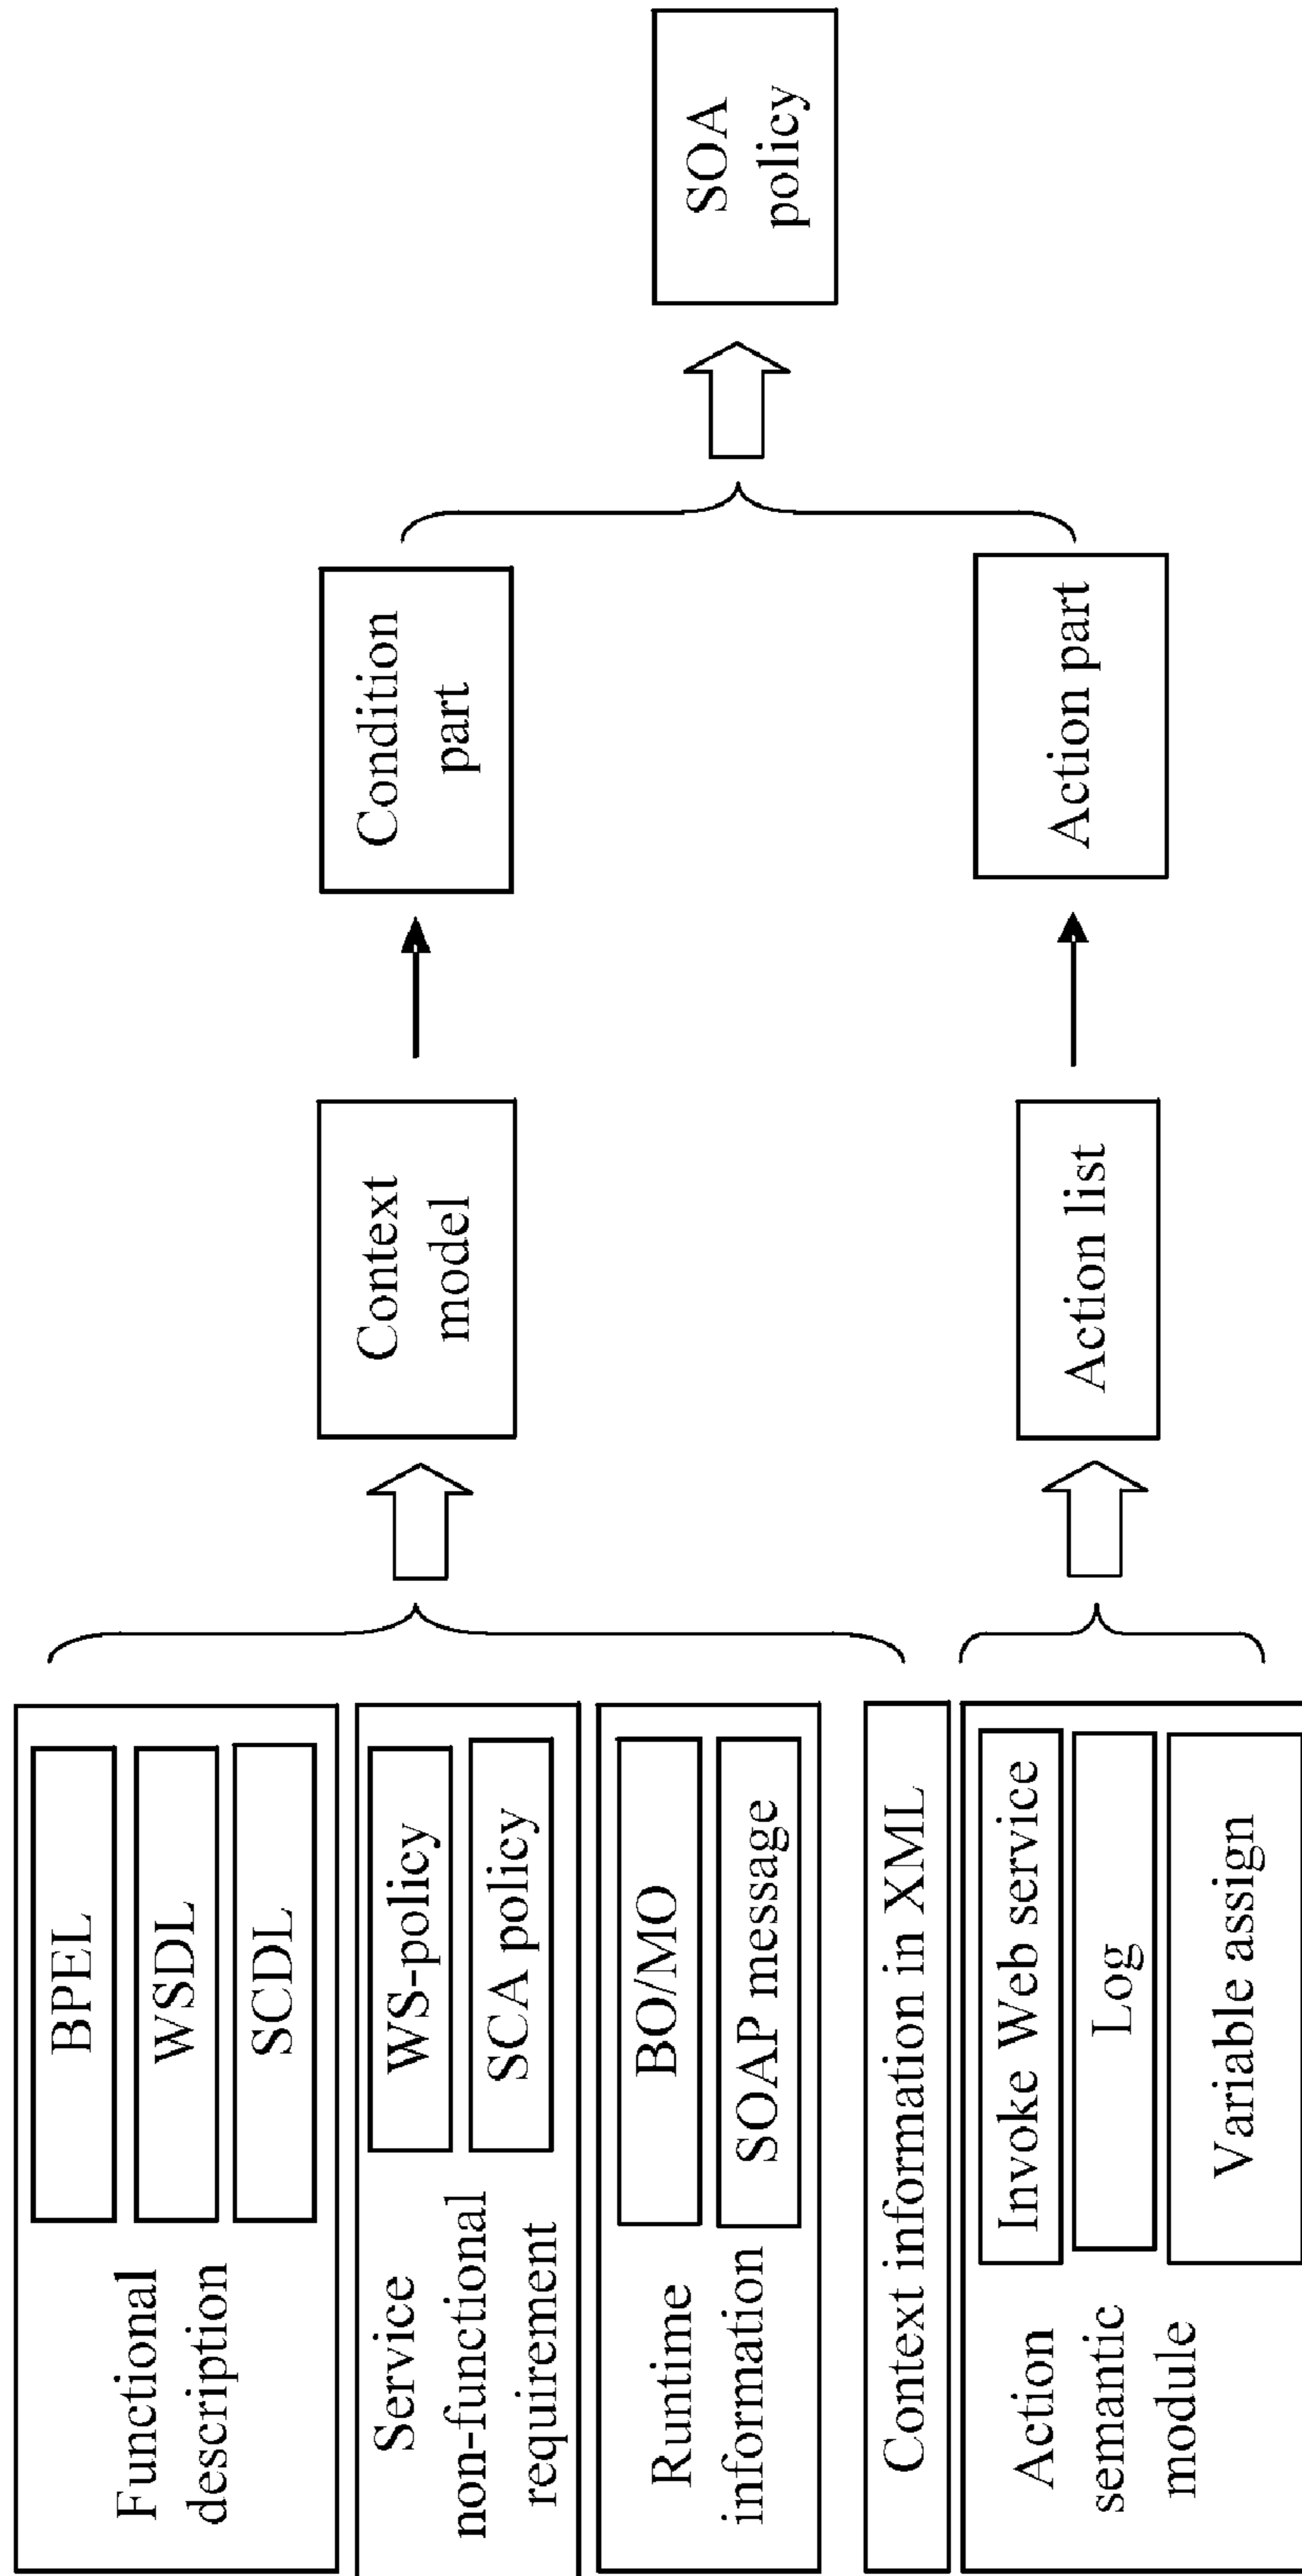 Functional
description
BPEL
WSDL
SCDL
Service
non-functional
requirement
WS-policy
SCA policy
Runtime
information
BO/MO
SOAP message
Context information in XML
Action
semantic
module
Invoke Web service
Log
Variable assign
Context
model
Action list
Condition
part
Action part
SOA
policy